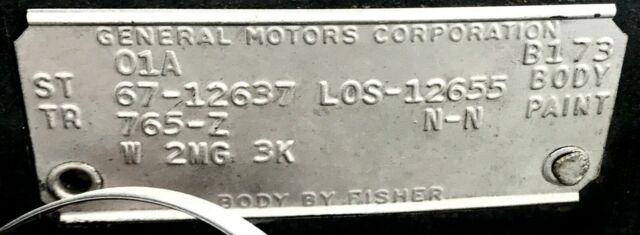 GENERAL MOTORS CORPORATION
01A B173
ST 67-12637 LOS-12655 BODY
TR 765-Z N-N PAINT
W 2MG 3K
BODY BY FISHER